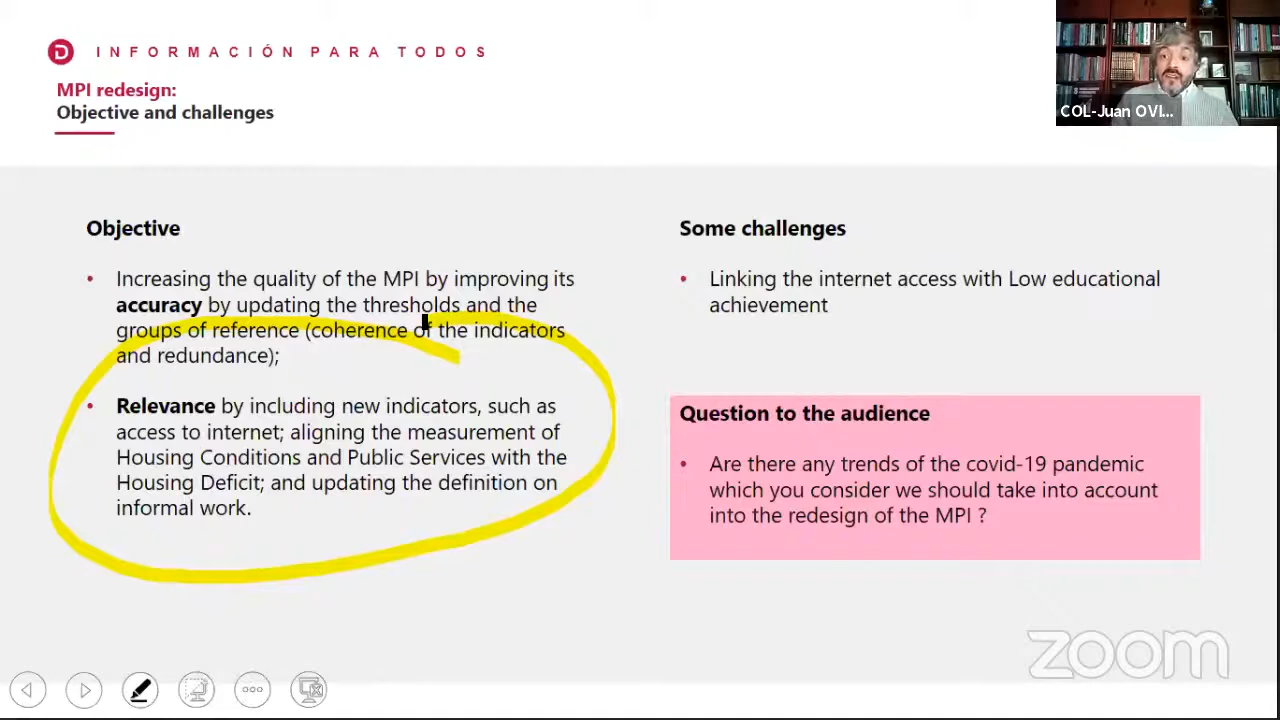 D INFORMACIÓN PARA TODOS
MPI redesign:
Objective and challenges
COL-Juan OVI...
Objective
• Increasing the quality of the MPI by improving its
accuracy by updating the thresholds and the
groups of reference (coherence of the indicators
and redundance);
• Relevance by including new indicators, such as
access to internet; aligning the measurement of
Housing Conditions and Public Services with the
Housing Deficit; and updating the definition on
informal work.
Some challenges
• Linking the internet access with Low educational
achievement
Question to the audience
• Are there any trends of the covid-19 pandemic
which you consider we should take into account
into the redesign of the MPI ?
zoom